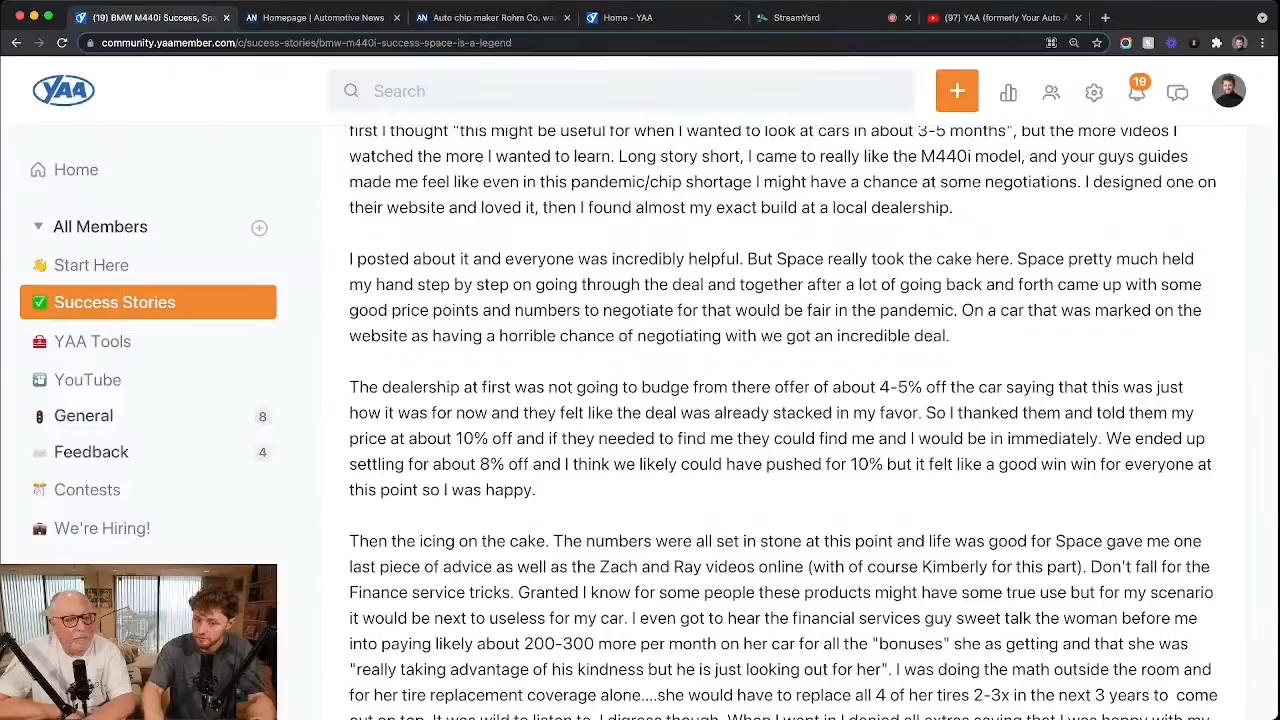 (19) BMW M440i Success, Spa
Homepage | Automotive News
Auto chip maker Rohm Co. wa
Home – YAA
StreamYard
(97) YAA (formerly Your Auto A
community.yaamember.com/c/sucess-stories/bmw-m440i-success-space-is-a-legend
YAA
Search
19
Home
All Members
Start Here
Success Stories
YAA Tools
YouTube
General 8
Feedback 4
Contests
We're Hiring!
first I thought "this might be useful for when I wanted to look at cars in about 3-5 months", but the more videos I
watched the more I wanted to learn. Long story short, I came to really like the M440i model, and your guys guides
made me feel like even in this pandemic/chip shortage I might have a chance at some negotiations. I designed one on
their website and loved it, then I found almost my exact build at a local dealership.
I posted about it and everyone was incredibly helpful. But Space really took the cake here. Space pretty much held
my hand step by step on going through the deal and together after a lot of going back and forth came up with some
good price points and numbers to negotiate for that would be fair in the pandemic. On a car that was marked on the
website as having a horrible chance of negotiating with we got an incredible deal.
The dealership at first was not going to budge from there offer of about 4-5% off the car saying that this was just
how it was for now and they felt like the deal was already stacked in my favor. So I thanked them and told them my
price at about 10% off and if they needed to find me they could find me and I would be in immediately. We ended up
settling for about 8% off and I think we likely could have pushed for 10% but it felt like a good win win for everyone at
this point so I was happy.
Then the icing on the cake. The numbers were all set in stone at this point and life was good for Space gave me one
last piece of advice as well as the Zach and Ray videos online (with of course Kimberly for this part). Don't fall for the
Finance service tricks. Granted I know for some people these products might have some true use but for my scenario
it would be next to useless for my car. I even got to hear the financial services guy sweet talk the woman before me
into paying likely about 200-300 more per month on her car for all the "bonuses" she as getting and that she was
"really taking advantage of his kindness but he is just looking out for her". I was doing the math outside the room and
for her tire replacement coverage alone...she would have to replace all 4 of her tires 2-3x in the next 3 years to come
out on top. It was wild to listen to. I digress though. When I went in I denied all extras saying that I was happy with my